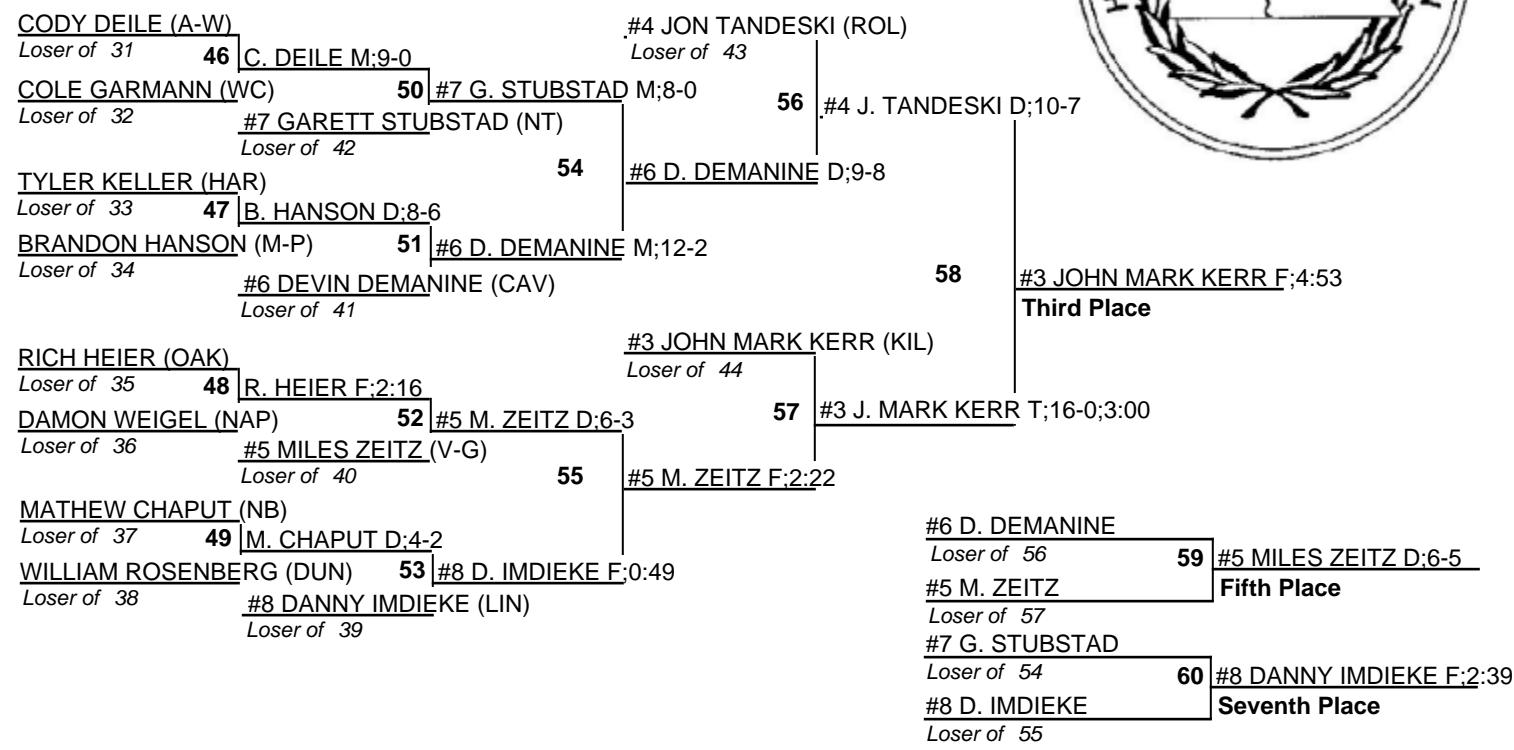 CODY DEILE (A-W)
Loser of 31
46 C. DEILE M;9-0
COLE GARMANN (WC)
Loser of 32
50 #7 G. STUBSTAD M;8-0
#7 GARETT STUBSTAD (NT)
Loser of 42
TYLER KELLER (HAR)
Loser of 33
47 B. HANSON D;8-6
BRANDON HANSON (M-P)
Loser of 34
51 #6 D. DEMANINE M;12-2
#6 DEVIN DEMANINE (CAV)
Loser of 41
54 #6 D. DEMANINE D;9-8
#4 JON TANDESKI (ROL)
Loser of 43
56 #4 J. TANDESKI D;10-7
RICH HEIER (OAK)
Loser of 35
48 R. HEIER F;2:16
DAMON WEIGEL (NAP)
Loser of 36
52 #5 M. ZEITZ D;6-3
#5 MILES ZEITZ (V-G)
Loser of 40
MATHEW CHAPUT (NB)
Loser of 37
49 M. CHAPUT D;4-2
WILLIAM ROSENBERG (DUN)
Loser of 38
53 #8 D. IMDIEKE F;0:49
#8 DANNY IMDIEKE (LIN)
Loser of 39
55 #5 M. ZEITZ F;2:22
#3 JOHN MARK KERR (KIL)
Loser of 44
57 #3 J. MARK KERR T;16-0;3:00
58 #3 JOHN MARK KERR F;4:53
Third Place
#6 D. DEMANINE
Loser of 56
59 #5 MILES ZEITZ D;6-5
#5 M. ZEITZ
Fifth Place
Loser of 57
#7 G. STUBSTAD
Loser of 54
60 #8 DANNY IMDIEKE F;2:39
#8 D. IMDIEKE
Seventh Place
Loser of 55